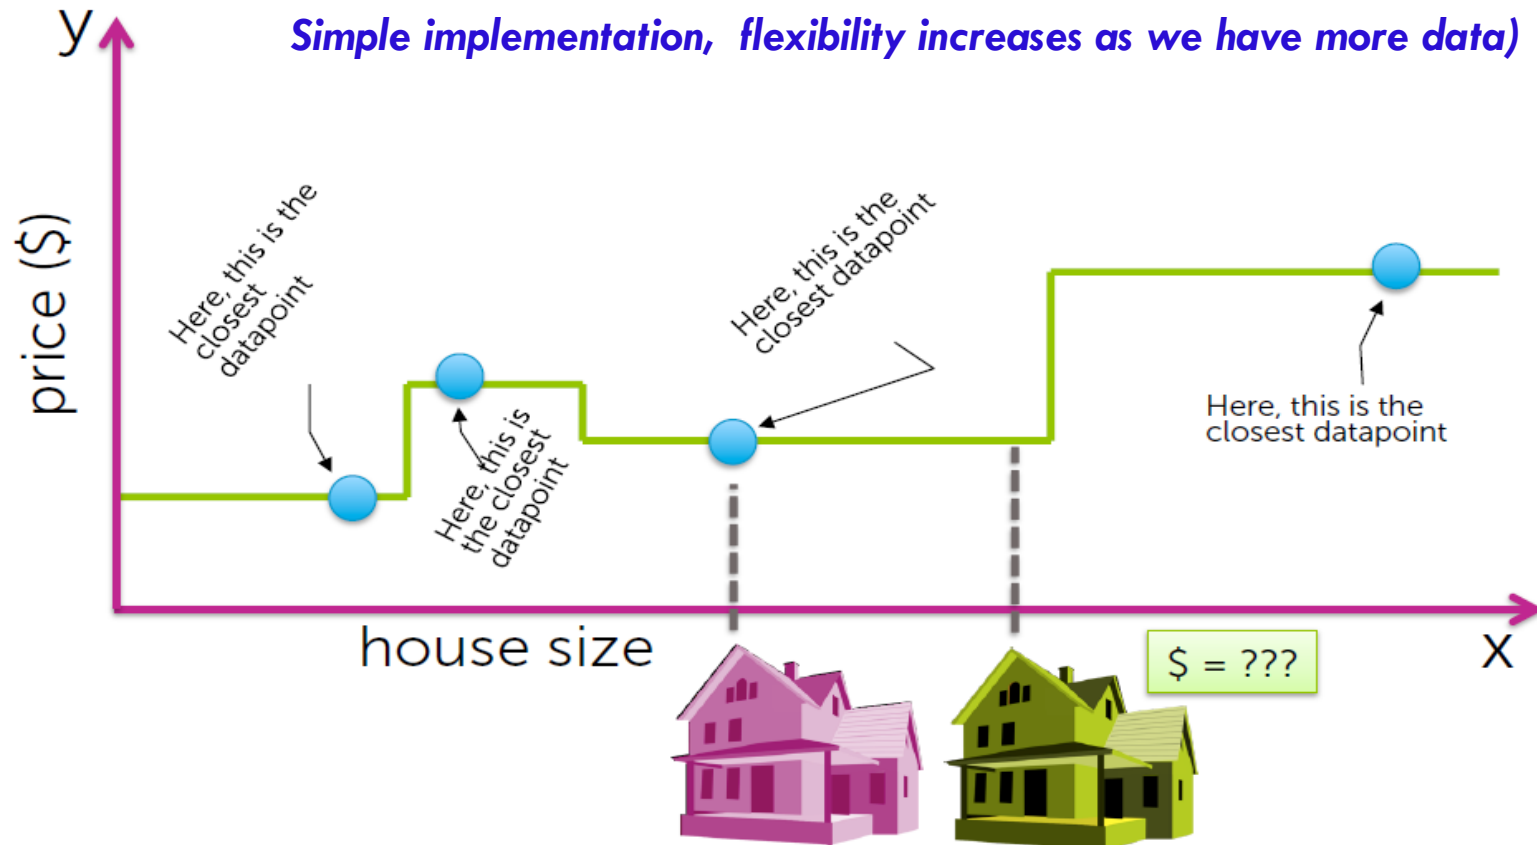 y
Simple implementation, flexibility increases as we have more data)
price ($)
Here, this is the
closest
datapoint
Here, this is
the closest
datapoint
Here, this is the
closest datapoint
Here, this is the
closest datapoint
house size
$ = ???
x